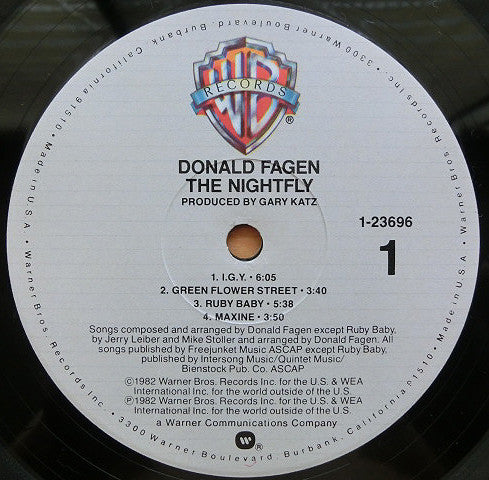 WB
RECORDS
®
DONALD FAGEN
THE NIGHTFLY
PRODUCED BY GARY KATZ
1-23696
1
1. I.G.Y. • 6:05
2. GREEN FLOWER STREET • 3:40
3. RUBY BABY • 5:38
4. MAXINE • 3:50
Songs composed and arranged by Donald Fagen except Ruby Baby,
by Jerry Leiber and Mike Stoller and arranged by Donald Fagen. All
songs published by Freejunket Music ASCAP except Ruby Baby,
published by Intersong Music/Quintet Music/
Bienstock Pub. Co. ASCAP
©1982 Warner Bros. Records Inc. for the U.S. & WEA
International Inc. for the world outside of the U.S.
℗1982 Warner Bros. Records Inc. for the U.S. & WEA
International Inc. for the world outside of the U.S.
a Warner Communications Company
®
Warner Bros. Records Inc. • 3300 Warner Boulevard, Burbank, California 91510 • Made in U.S.A. • Warner Bros. Records Inc. • 3300 Warner Boulevard, Burbank, California 91510 • Made in U.S.A. •